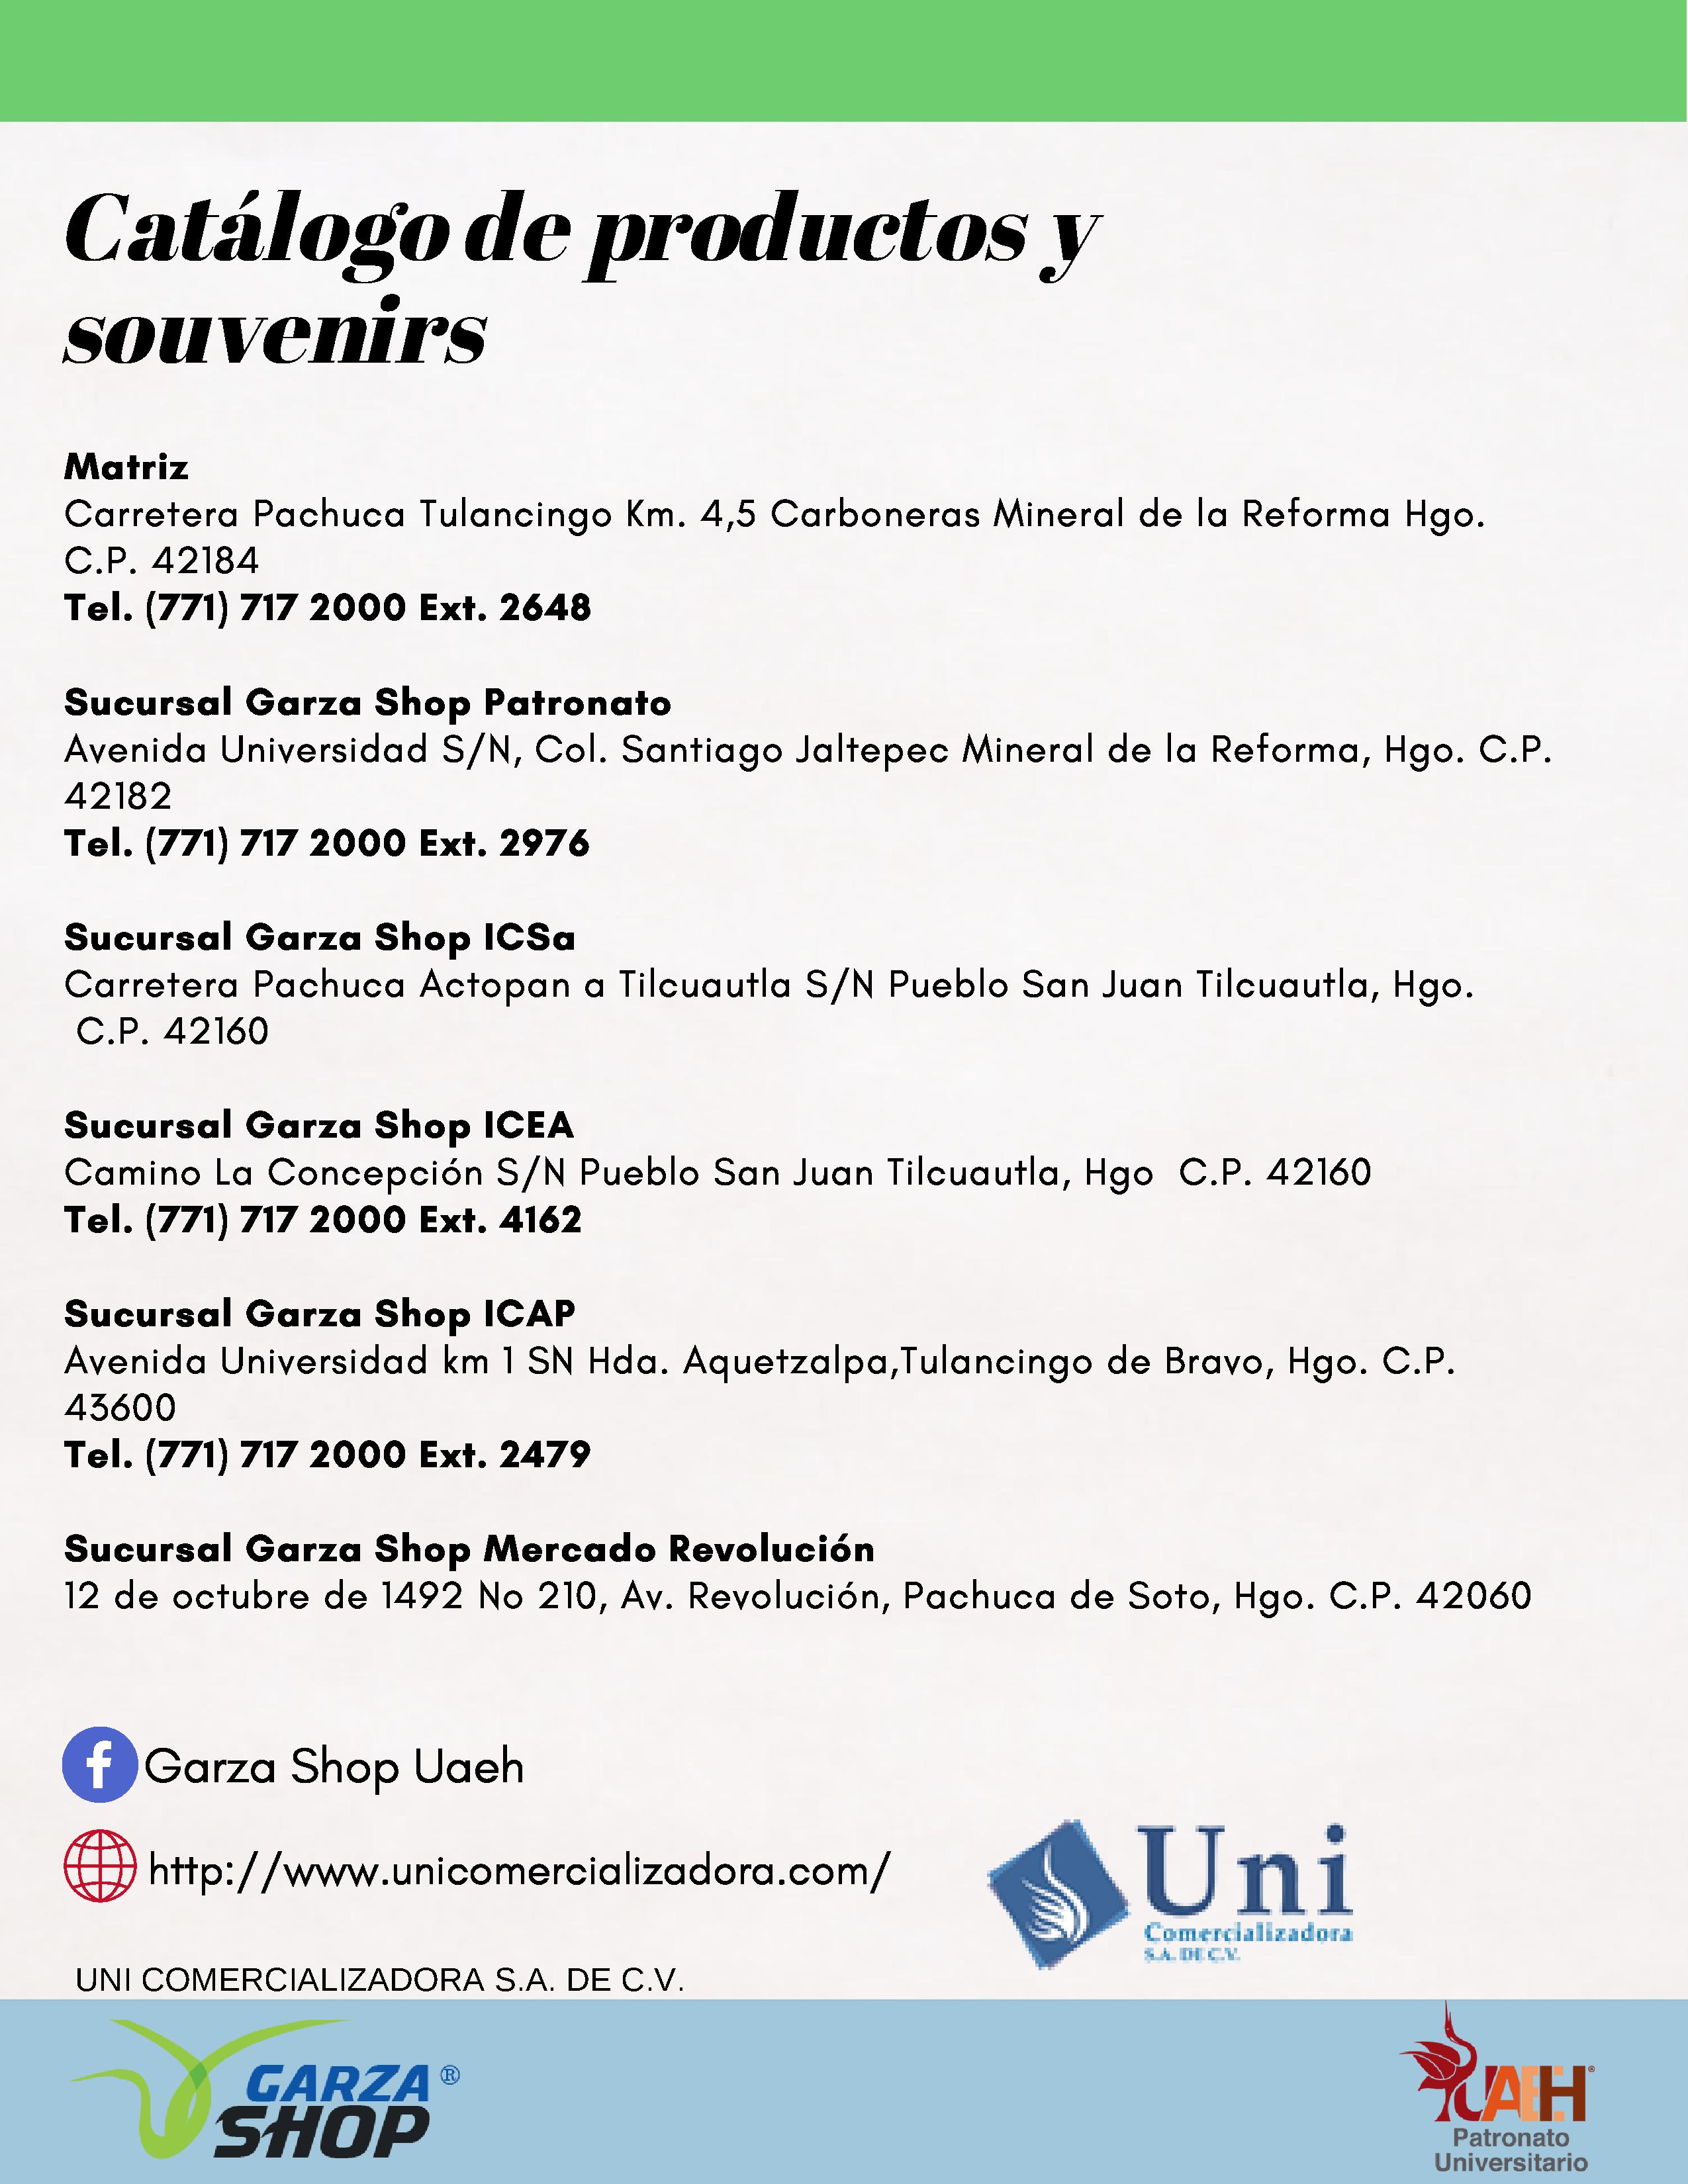 Catálogo de productos y
souvenirs
Matriz
Carretera Pachuca Tulancingo Km. 4,5 Carboneras Mineral de la Reforma Hgo.
C.P. 42184
Tel. (771) 717 2000 Ext. 2648
Sucursal Garza Shop Patronato
Avenida Universidad S/N, Col. Santiago Jaltepec Mineral de la Reforma, Hgo. C.P.
42182
Tel. (771) 717 2000 Ext. 2976
Sucursal Garza Shop ICSa
Carretera Pachuca Actopan a Tilcuautla S/N Pueblo San Juan Tilcuautla, Hgo.
C.P. 42160
Sucursal Garza Shop ICEA
Camino La Concepción S/N Pueblo San Juan Tilcuautla, Hgo  C.P. 42160
Tel. (771) 717 2000 Ext. 4162
Sucursal Garza Shop ICAP
Avenida Universidad km 1 SN Hda. Aquetzalpa,Tulancingo de Bravo, Hgo. C.P.
43600
Tel. (771) 717 2000 Ext. 2479
Sucursal Garza Shop Mercado Revolución
12 de octubre de 1492 No 210, Av. Revolución, Pachuca de Soto, Hgo. C.P. 42060
f
Garza Shop Uaeh
http://www.unicomercializadora.com/
Uni
Comercializadora
S.A. DE C.V.
UNI COMERCIALIZADORA S.A. DE C.V.
GARZA®
SHOP
UAEH®
Patronato
Universitario